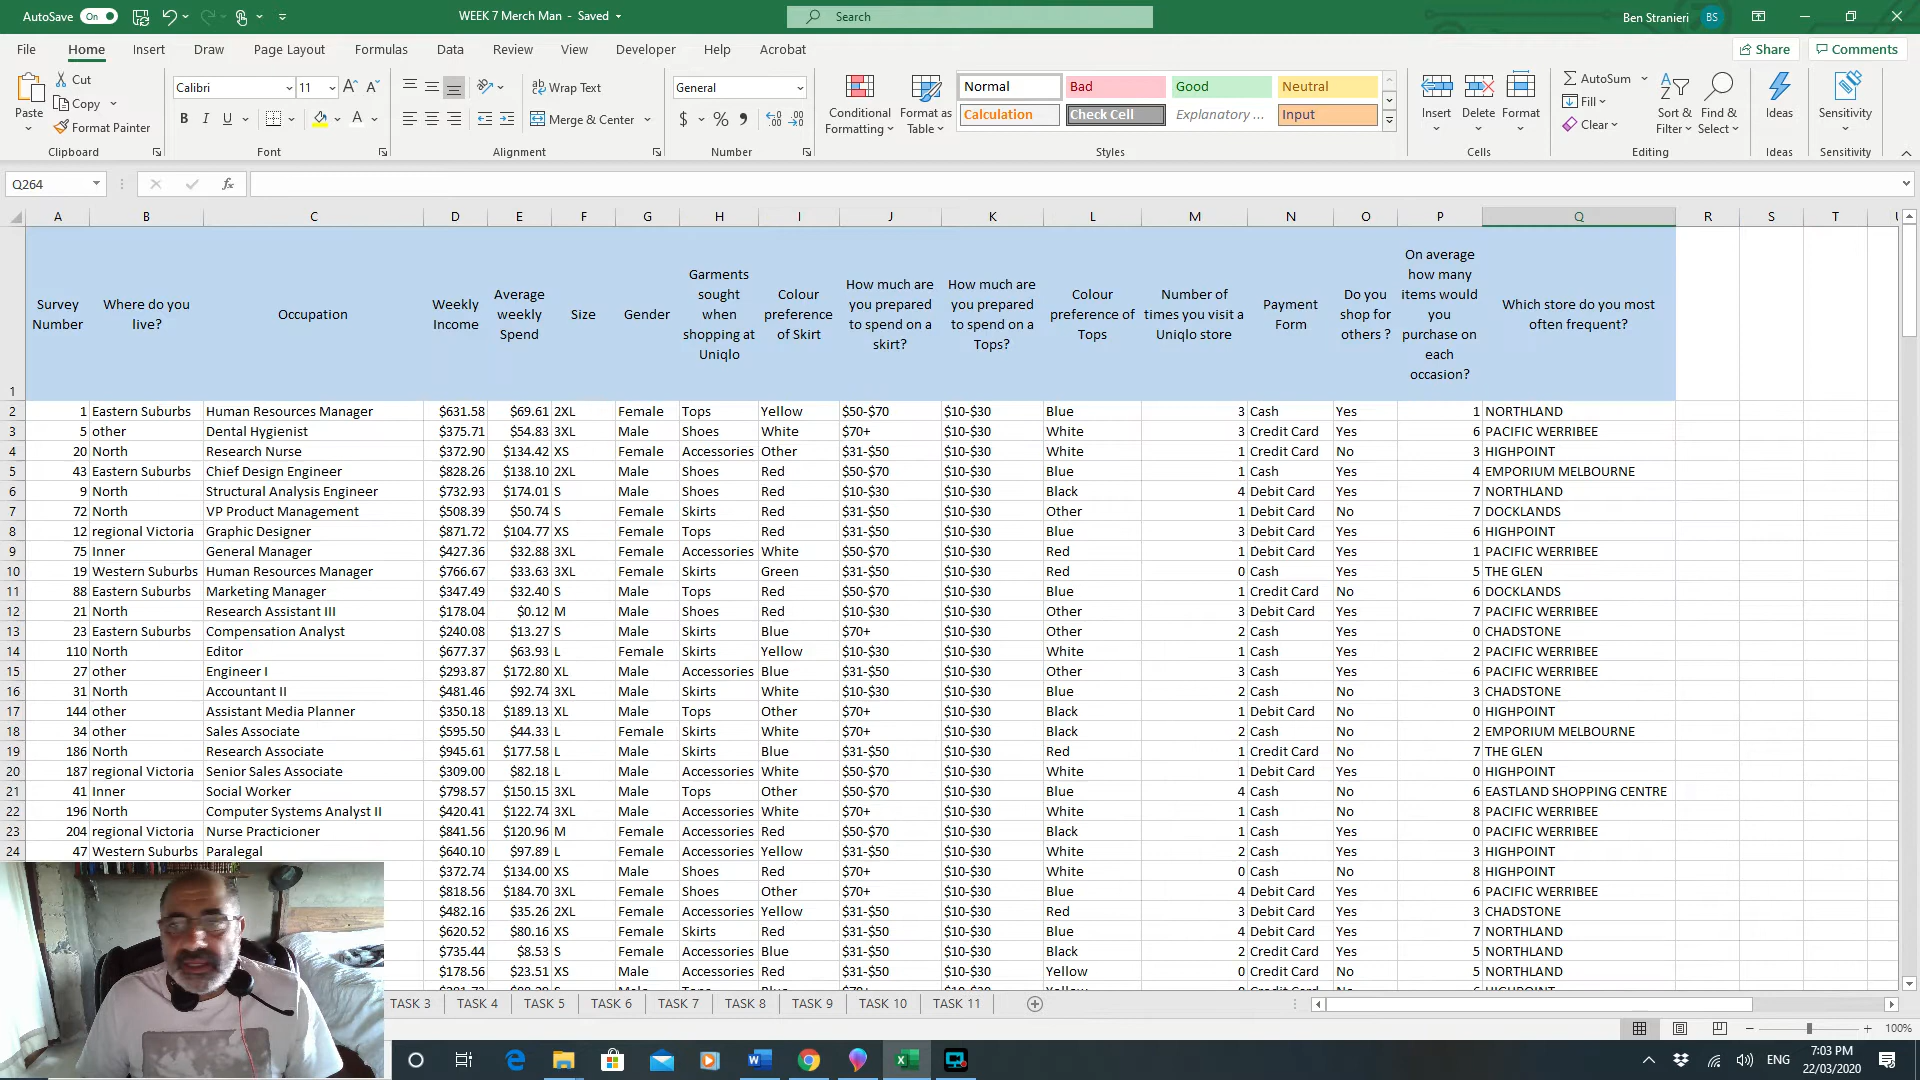 AutoSave On WEEK 7 Merch Man - Saved Search Ben Stranieri BS
File Home Insert Draw Page Layout Formulas Data Review View Developer Help Acrobat Share Comments
Cut
Copy
Format Painter
Paste
Calibri 11
B I U
Wrap Text
Merge & Center
General
$ % 9
Conditional Formatting
Format as Table
Normal Bad Good Neutral
Calculation Check Cell Explanatory ... Input
Insert Delete Format
AutoSum
Fill
Clear
Sort & Filter
Find & Select
Ideas
Sensitivity
Clipboard Font Alignment Number Styles Cells Editing Ideas Sensitivity
Q264 fx
A B C D E F G H I J K L M N O P Q R S T
1 Survey Number Where do you live? Occupation Weekly Income Average weekly Spend Size Gender Garments sought when shopping at Uniqlo Colour preference of Skirt How much are you prepared to spend on a skirt? How much are you prepared to spend on a Tops? Colour preference of Tops Number of times you visit a Uniqlo store Payment Form Do you shop for others ? On average how many items would you purchase on each occasion? Which store do you most often frequent?
2 1 Eastern Suburbs Human Resources Manager $631.58 $69.61 2XL Female Tops Yellow $50-$70 $10-$30 Blue 3 Cash Yes 1 NORTHLAND
3 5 other Dental Hygienist $375.71 $54.83 3XL Male Shoes White $70+ $10-$30 White 3 Credit Card Yes 6 PACIFIC WERRIBEE
4 20 North Research Nurse $372.90 $134.42 XS Female Accessories Other $31-$50 $10-$30 White 1 Credit Card No 3 HIGHPOINT
5 43 Eastern Suburbs Chief Design Engineer $828.26 $138.10 2XL Male Shoes Red $50-$70 $10-$30 Blue 1 Cash Yes 4 EMPORIUM MELBOURNE
6 9 North Structural Analysis Engineer $732.93 $174.01 S Male Shoes Red $10-$30 $10-$30 Black 4 Debit Card Yes 7 NORTHLAND
7 72 North VP Product Management $508.39 $50.74 S Female Skirts Red $31-$50 $10-$30 Other 1 Debit Card No 7 DOCKLANDS
8 12 regional Victoria Graphic Designer $871.72 $104.77 XS Female Tops Red $31-$50 $10-$30 Blue 3 Debit Card Yes 6 HIGHPOINT
9 75 Inner General Manager $427.36 $32.88 3XL Female Accessories White $50-$70 $10-$30 Red 1 Debit Card Yes 1 PACIFIC WERRIBEE
10 19 Western Suburbs Human Resources Manager $766.67 $33.63 3XL Female Skirts Green $31-$50 $10-$30 Red 0 Cash Yes 5 THE GLEN
11 88 Eastern Suburbs Marketing Manager $347.49 $32.40 S Male Tops Red $50-$70 $10-$30 Blue 1 Credit Card No 6 DOCKLANDS
12 21 North Research Assistant III $178.04 $0.12 M Male Shoes Red $10-$30 $10-$30 Other 3 Debit Card Yes 7 PACIFIC WERRIBEE
13 23 Eastern Suburbs Compensation Analyst $240.08 $13.27 S Male Skirts Blue $70+ $10-$30 Other 2 Cash Yes 0 CHADSTONE
14 110 North Editor $677.37 $63.93 L Female Skirts Yellow $10-$30 $10-$30 White 1 Cash Yes 2 PACIFIC WERRIBEE
15 27 other Engineer I $293.87 $172.80 XL Male Accessories Blue $31-$50 $10-$30 Other 3 Cash Yes 6 PACIFIC WERRIBEE
16 31 North Accountant II $481.46 $92.74 3XL Male Skirts White $10-$30 $10-$30 Blue 2 Cash No 3 CHADSTONE
17 144 other Assistant Media Planner $350.18 $189.13 XL Male Tops Other $70+ $10-$30 Black 1 Debit Card No 0 HIGHPOINT
18 34 other Sales Associate $595.50 $44.33 L Female Skirts White $70+ $10-$30 Black 2 Cash No 2 EMPORIUM MELBOURNE
19 186 North Research Associate $945.61 $177.58 L Male Skirts Blue $31-$50 $10-$30 Red 1 Credit Card No 7 THE GLEN
20 187 regional Victoria Senior Sales Associate $309.00 $82.18 L Male Accessories White $50-$70 $10-$30 White 1 Debit Card Yes 0 HIGHPOINT
21 41 Inner Social Worker $798.57 $150.15 3XL Male Tops Other $50-$70 $10-$30 Blue 4 Cash No 6 EASTLAND SHOPPING CENTRE
22 196 North Computer Systems Analyst II $420.41 $122.74 3XL Male Accessories White $70+ $10-$30 White 1 Cash No 8 PACIFIC WERRIBEE
23 204 regional Victoria Nurse Practicioner $841.56 $120.96 M Female Accessories Red $50-$70 $10-$30 Black 1 Cash Yes 0 PACIFIC WERRIBEE
24 47 Western Suburbs Paralegal $640.10 $97.89 L Female Accessories Yellow $31-$50 $10-$30 White 2 Cash No 3 HIGHPOINT
$372.74 $134.00 XS Male Shoes Red $70+ $10-$30 White 0 Cash No 8 HIGHPOINT
$818.56 $184.70 3XL Female Shoes Other $70+ $10-$30 Blue 4 Debit Card Yes 6 PACIFIC WERRIBEE
$482.16 $35.26 2XL Female Accessories Yellow $31-$50 $10-$30 Red 3 Debit Card Yes 3 CHADSTONE
$620.52 $80.16 XS Female Skirts Red $31-$50 $10-$30 Blue 4 Debit Card Yes 7 NORTHLAND
$735.44 $8.53 S Female Accessories Blue $31-$50 $10-$30 Black 2 Credit Card Yes 5 NORTHLAND
$178.56 $23.51 XS Male Accessories Red $31-$50 $10-$30 Yellow 0 Credit Card No 5 NORTHLAND
TASK 3 TASK 4 TASK 5 TASK 6 TASK 7 TASK 8 TASK 9 TASK 10 TASK 11
100%
ENG 7:03 PM
22/03/2020